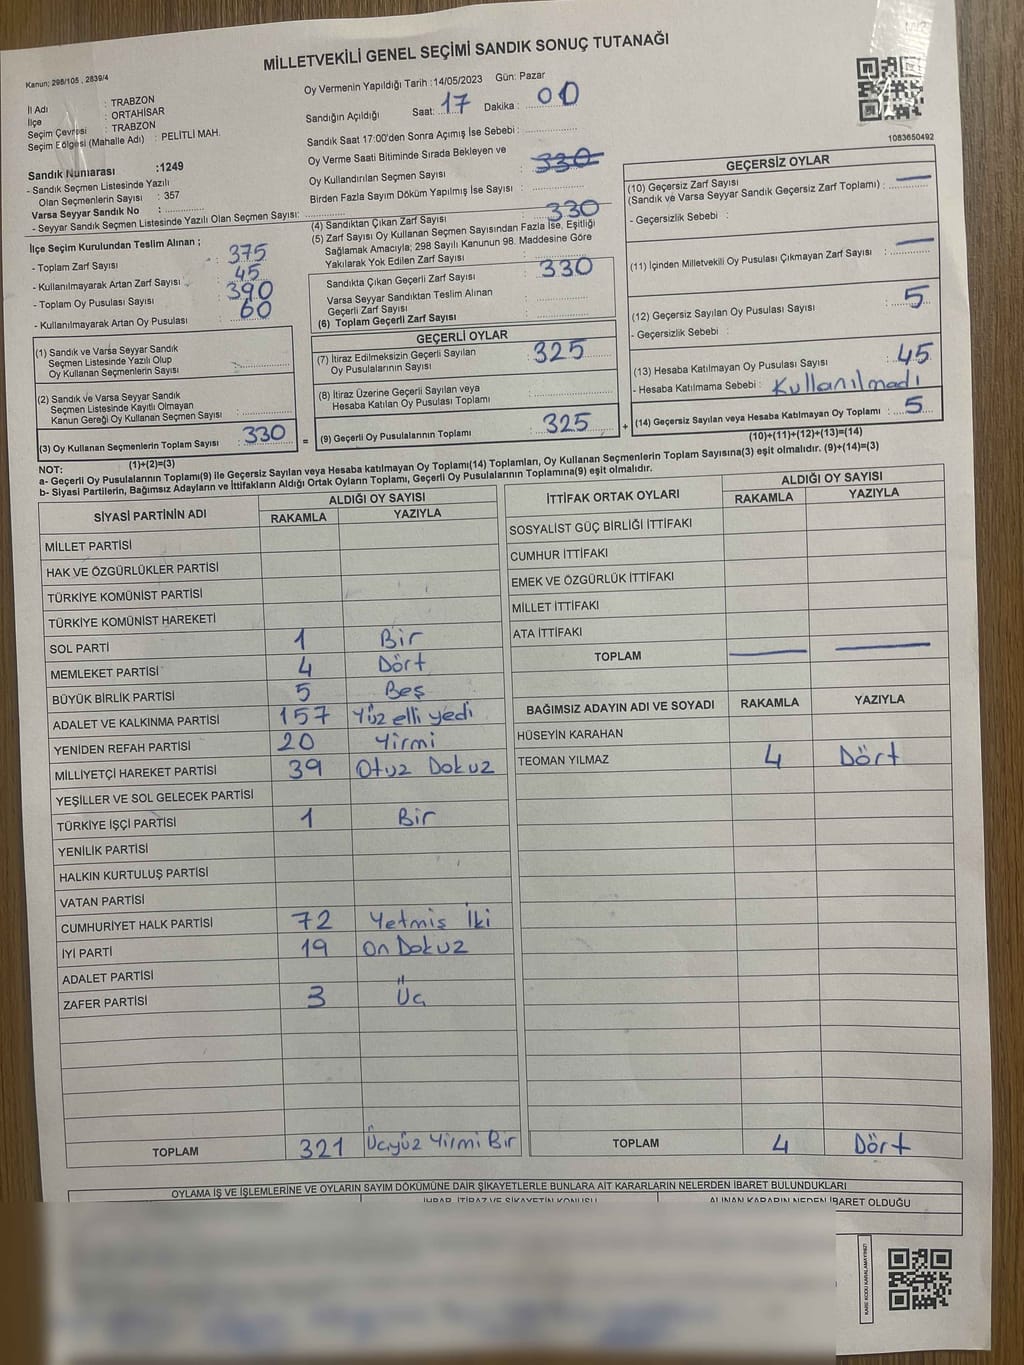 MİLLETVEKİLİ GENEL SEÇİMİ SANDIK SONUÇ TUTANAĞI
Kanun; 298/105 , 2839/4
İl Adı : TRABZON
İlçe : ORTAHİSAR
Seçim Çevresi : TRABZON
Seçim Bölgesi (Mahalle Adı) : PELİTLİ MAH.
Sandık Numarası :1249
- Sandık Seçmen Listesinde Yazılı
Olan Seçmenlerin Sayısı : 357
Varsa Seyyar Sandık No :
- Seyyar Sandık Seçmen Listesinde Yazılı Olan Seçmen Sayısı:
Oy Vermenin Yapıldığı Tarih :14/05/2023 Gün: Pazar
Sandığın Açıldığı Saat: 17 Dakika : 00
Sandık Saat 17:00'den Sonra Açımış İse Sebebi :
Oy Verme Saati Bitiminde Sırada Bekleyen ve
Oy Kullandırılan Seçmen Sayısı : 330
Birden Fazla Sayım Döküm Yapılmış İse Sayısı :
1083650492
İlçe Seçim Kurulundan Teslim Alınan ;
- Toplam Zarf Sayısı : 375
- Kullanılmayarak Artan Zarf Sayısı : 45
- Toplam Oy Pusulası Sayısı : 390
- Kullanılmayarak Artan Oy Pusulası : 60
(1) Sandık ve Varsa Seyyar Sandık
Seçmen Listesinde Yazılı Olup
Oy Kullanan Seçmenlerin Sayısı :
(2) Sandık ve Varsa Seyyar Sandık
Seçmen Listesinde Kayıtlı Olmayan
Kanun Gereği Oy Kullanan Seçmen Sayısı :
(3) Oy Kullanan Seçmenlerin Toplam Sayısı : 330 =
(1)+(2)=(3)
(4) Sandıktan Çıkan Zarf Sayısı : 330
(5) Zarf Sayısı Oy Kullanan Seçmen Sayısından Fazla İse, Eşitliği
Sağlamak Amacıyla; 298 Sayılı Kanunun 98. Maddesine Göre
Yakılarak Yok Edilen Zarf Sayısı :
Sandıkta Çıkan Geçerli Zarf Sayısı : 330
Varsa Seyyar Sandıktan Teslim Alınan
Geçerli Zarf Sayısı :
(6) Toplam Geçerli Zarf Sayısı :
GEÇERLİ OYLAR
(7) İtiraz Edilmeksizin Geçerli Sayılan
Oy Pusulalarının Sayısı : 325
(8) İtiraz Üzerine Geçerli Sayılan veya
Hesaba Katılan Oy Pusulası Toplamı :
(9) Geçerli Oy Pusulalarının Toplamı : 325 +
GEÇERSİZ OYLAR
(10) Geçersiz Zarf Sayısı
(Sandık ve Varsa Seyyar Sandık Geçersiz Zarf Toplamı) : —
- Geçersizlik Sebebi :
(11) İçinden Milletvekili Oy Pusulası Çıkmayan Zarf Sayısı : —
(12) Geçersiz Sayılan Oy Pusulası Sayısı : 5
- Geçersizlik Sebebi :
(13) Hesaba Katılmayan Oy Pusulası Sayısı : 45
- Hesaba Katılmama Sebebi : Kullanılmadı
(14) Geçersiz Sayılan veya Hesaba Katılmayan Oy Toplamı : 5
(10)+(11)+(12)+(13)=(14)
NOT:
a- Geçerli Oy Pusulalarının Toplamı(9) ile Geçersiz Sayılan veya Hesaba katılmayan Oy Toplamı(14) Toplamları, Oy Kullanan Seçmenlerin Toplam Sayısına(3) eşit olmalıdır. (9)+(14)=(3)
b- Siyasi Partilerin, Bağımsız Adayların ve İttifakların Aldığı Ortak Oyların Toplamı, Geçerli Oy Pusulalarının Toplamına(9) eşit olmalıdır.
SİYASİ PARTİNİN ADI ALDIĞI OY SAYISI
RAKAMLA YAZIYLA
MİLLET PARTİSİ
HAK VE ÖZGÜRLÜKLER PARTİSİ
TÜRKİYE KOMÜNİST PARTİSİ
TÜRKİYE KOMÜNİST HAREKETİ
SOL PARTİ 1 Bir
MEMLEKET PARTİSİ 4 Dört
BÜYÜK BİRLİK PARTİSİ 5 Beş
ADALET VE KALKINMA PARTİSİ 157 Yüz elli yedi
YENİDEN REFAH PARTİSİ 20 Yirmi
MİLLİYETÇİ HAREKET PARTİSİ 39 Otuz Dokuz
YEŞİLLER VE SOL GELECEK PARTİSİ
TÜRKİYE İŞÇİ PARTİSİ 1 Bir
YENİLİK PARTİSİ
HALKIN KURTULUŞ PARTİSİ
VATAN PARTİSİ
CUMHURİYET HALK PARTİSİ 72 Yetmiş İki
İYİ PARTİ 19 On Dokuz
ADALET PARTİSİ
ZAFER PARTİSİ 3 Üç
TOPLAM 321 Üçyüz Yirmi Bir
İTTİFAK ORTAK OYLARI ALDIĞI OY SAYISI
RAKAMLA YAZIYLA
SOSYALİST GÜÇ BİRLİĞİ İTTİFAKI
CUMHUR İTTİFAKI
EMEK VE ÖZGÜRLÜK İTTİFAKI
MİLLET İTTİFAKI
ATA İTTİFAKI
TOPLAM — —
BAĞIMSIZ ADAYIN ADI VE SOYADI RAKAMLA YAZIYLA
HÜSEYİN KARAHAN
TEOMAN YILMAZ 4 Dört
TOPLAM 4 Dört
OYLAMA İŞ VE İŞLEMLERİNE VE OYLARIN SAYIM DÖKÜMÜNE DAİR ŞİKAYETLERLE BUNLARA AİT KARARLARIN NELERDEN İBARET BULUNDUKLARI
İHBAR, İTİRAZ VE ŞİKAYETİN KONUSU ALINAN KARARIN NEDEN İBARET OLDUĞU
KARE KODU KARALAMAYINIZ!